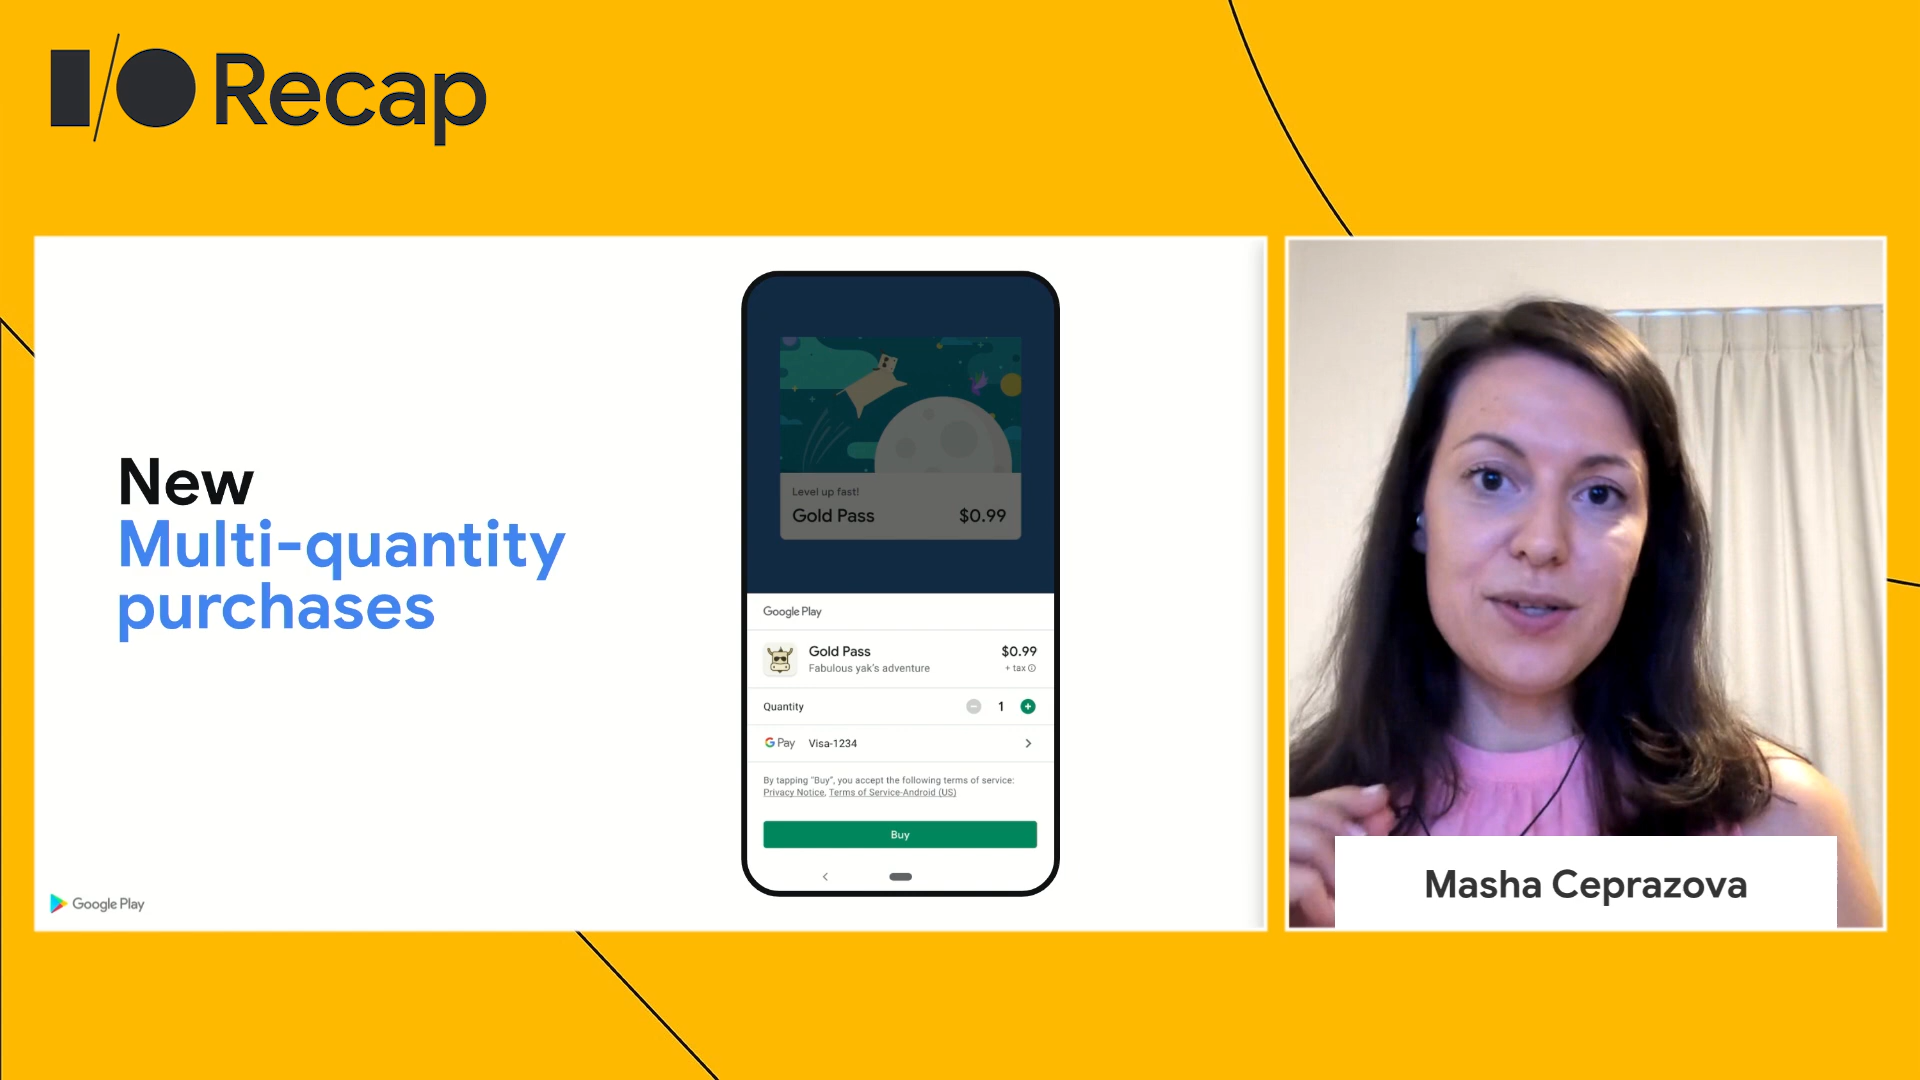 I/O Recap
New
Multi-quantity
purchases
Level up fast!
Gold Pass $0.99
Google Play
Gold Pass $0.99
Fabulous yak's adventure + tax
Quantity 1
G Pay Visa-1234
By tapping "Buy", you accept the following terms of service:
Privacy Notice, Terms of Service-Android (US)
Buy
Google Play
Masha Ceprazova